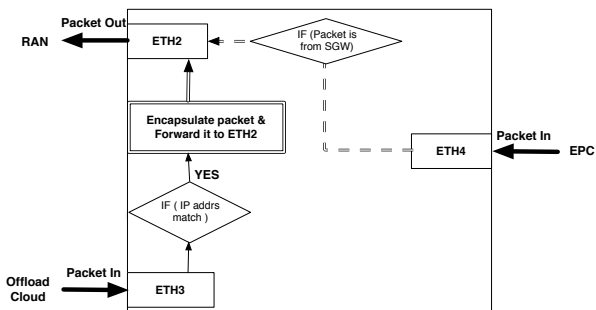 Packet Out
RAN
ETH2
IF (Packet is
from SGW)
Encapsulate packet &
Forward it to ETH2
Packet In
ETH4
EPC
YES
IF ( IP addrs
match )
Packet In
Offload
Cloud
ETH3